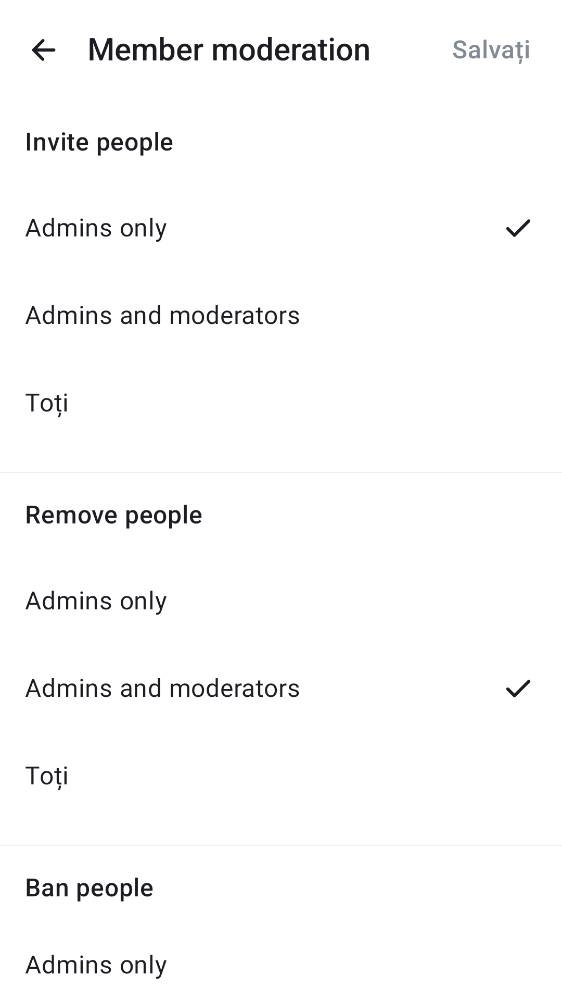 Member moderation
Salvați
Invite people
Admins only
Admins and moderators
Toți
Remove people
Admins only
Admins and moderators
Toți
Ban people
Admins only